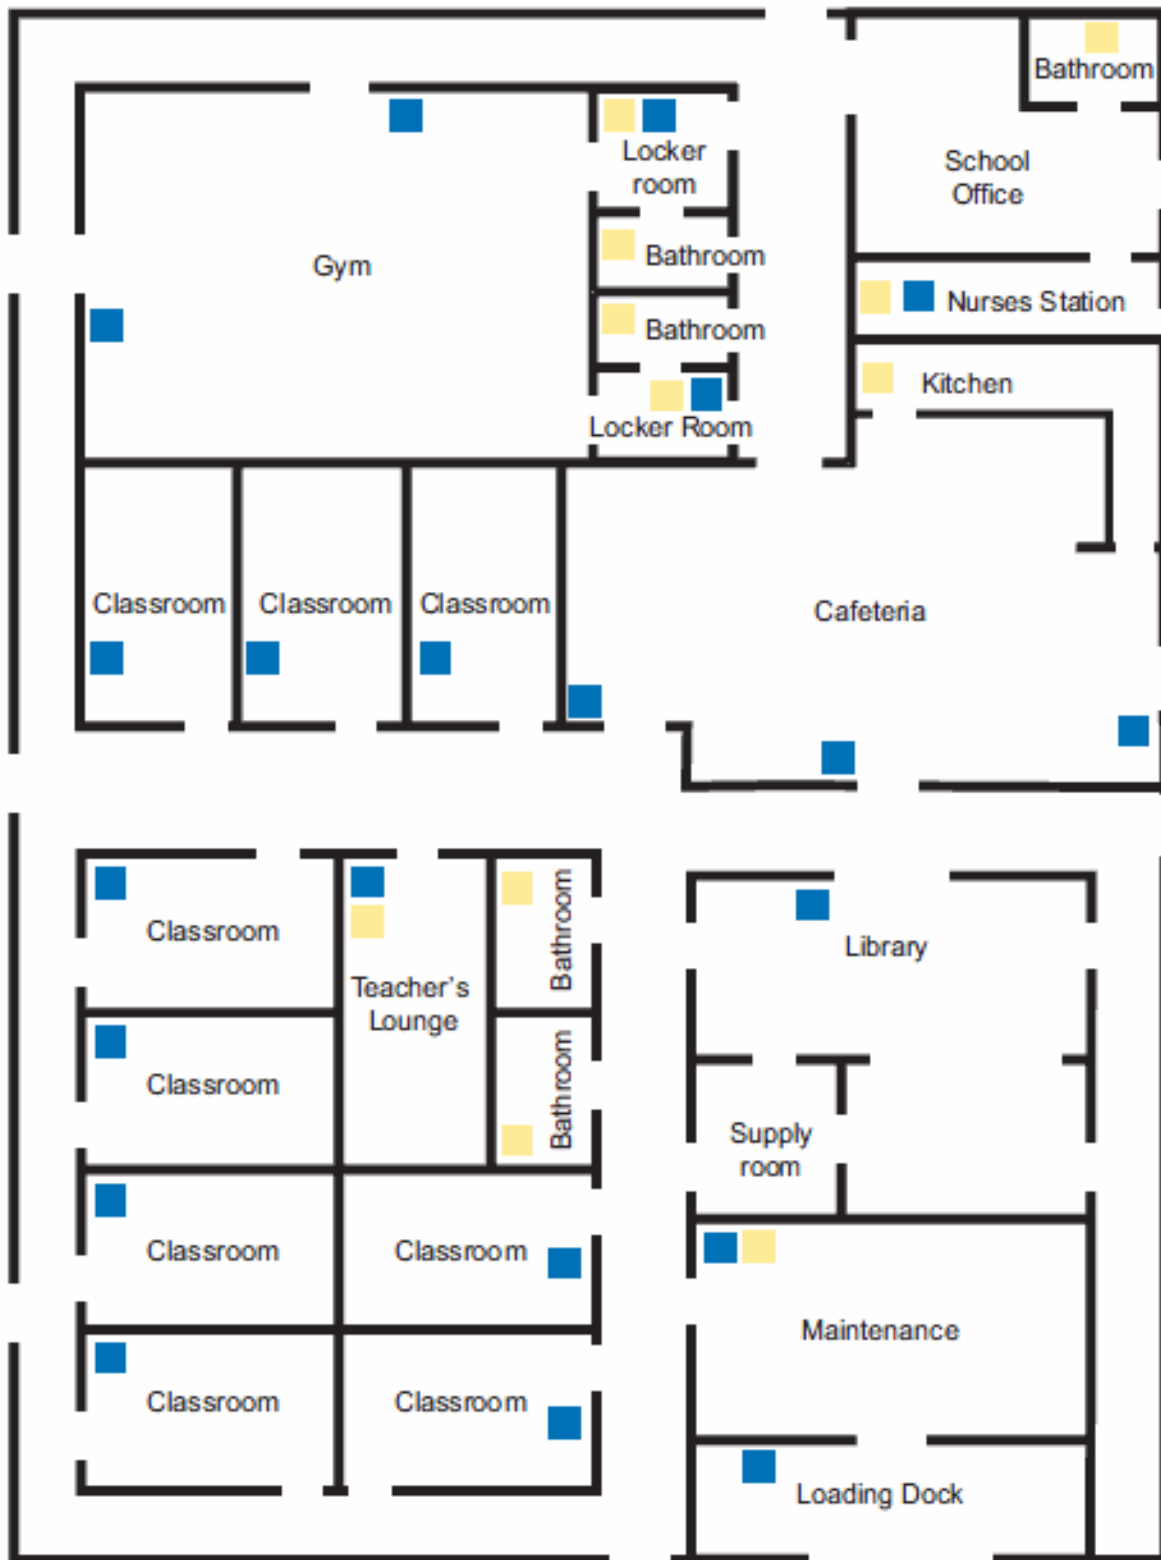 Bathroom
Locker
room
School
Office
Gym
Bathroom
Nurses Station
Bathroom
Kitchen
Locker Room
Classroom
Classroom
Classroom
Cafeteria
Classroom
Bathroom
Library
Teacher's
Lounge
Classroom
Bathroom
Supply
room
Classroom
Classroom
Maintenance
Classroom
Classroom
Loading Dock